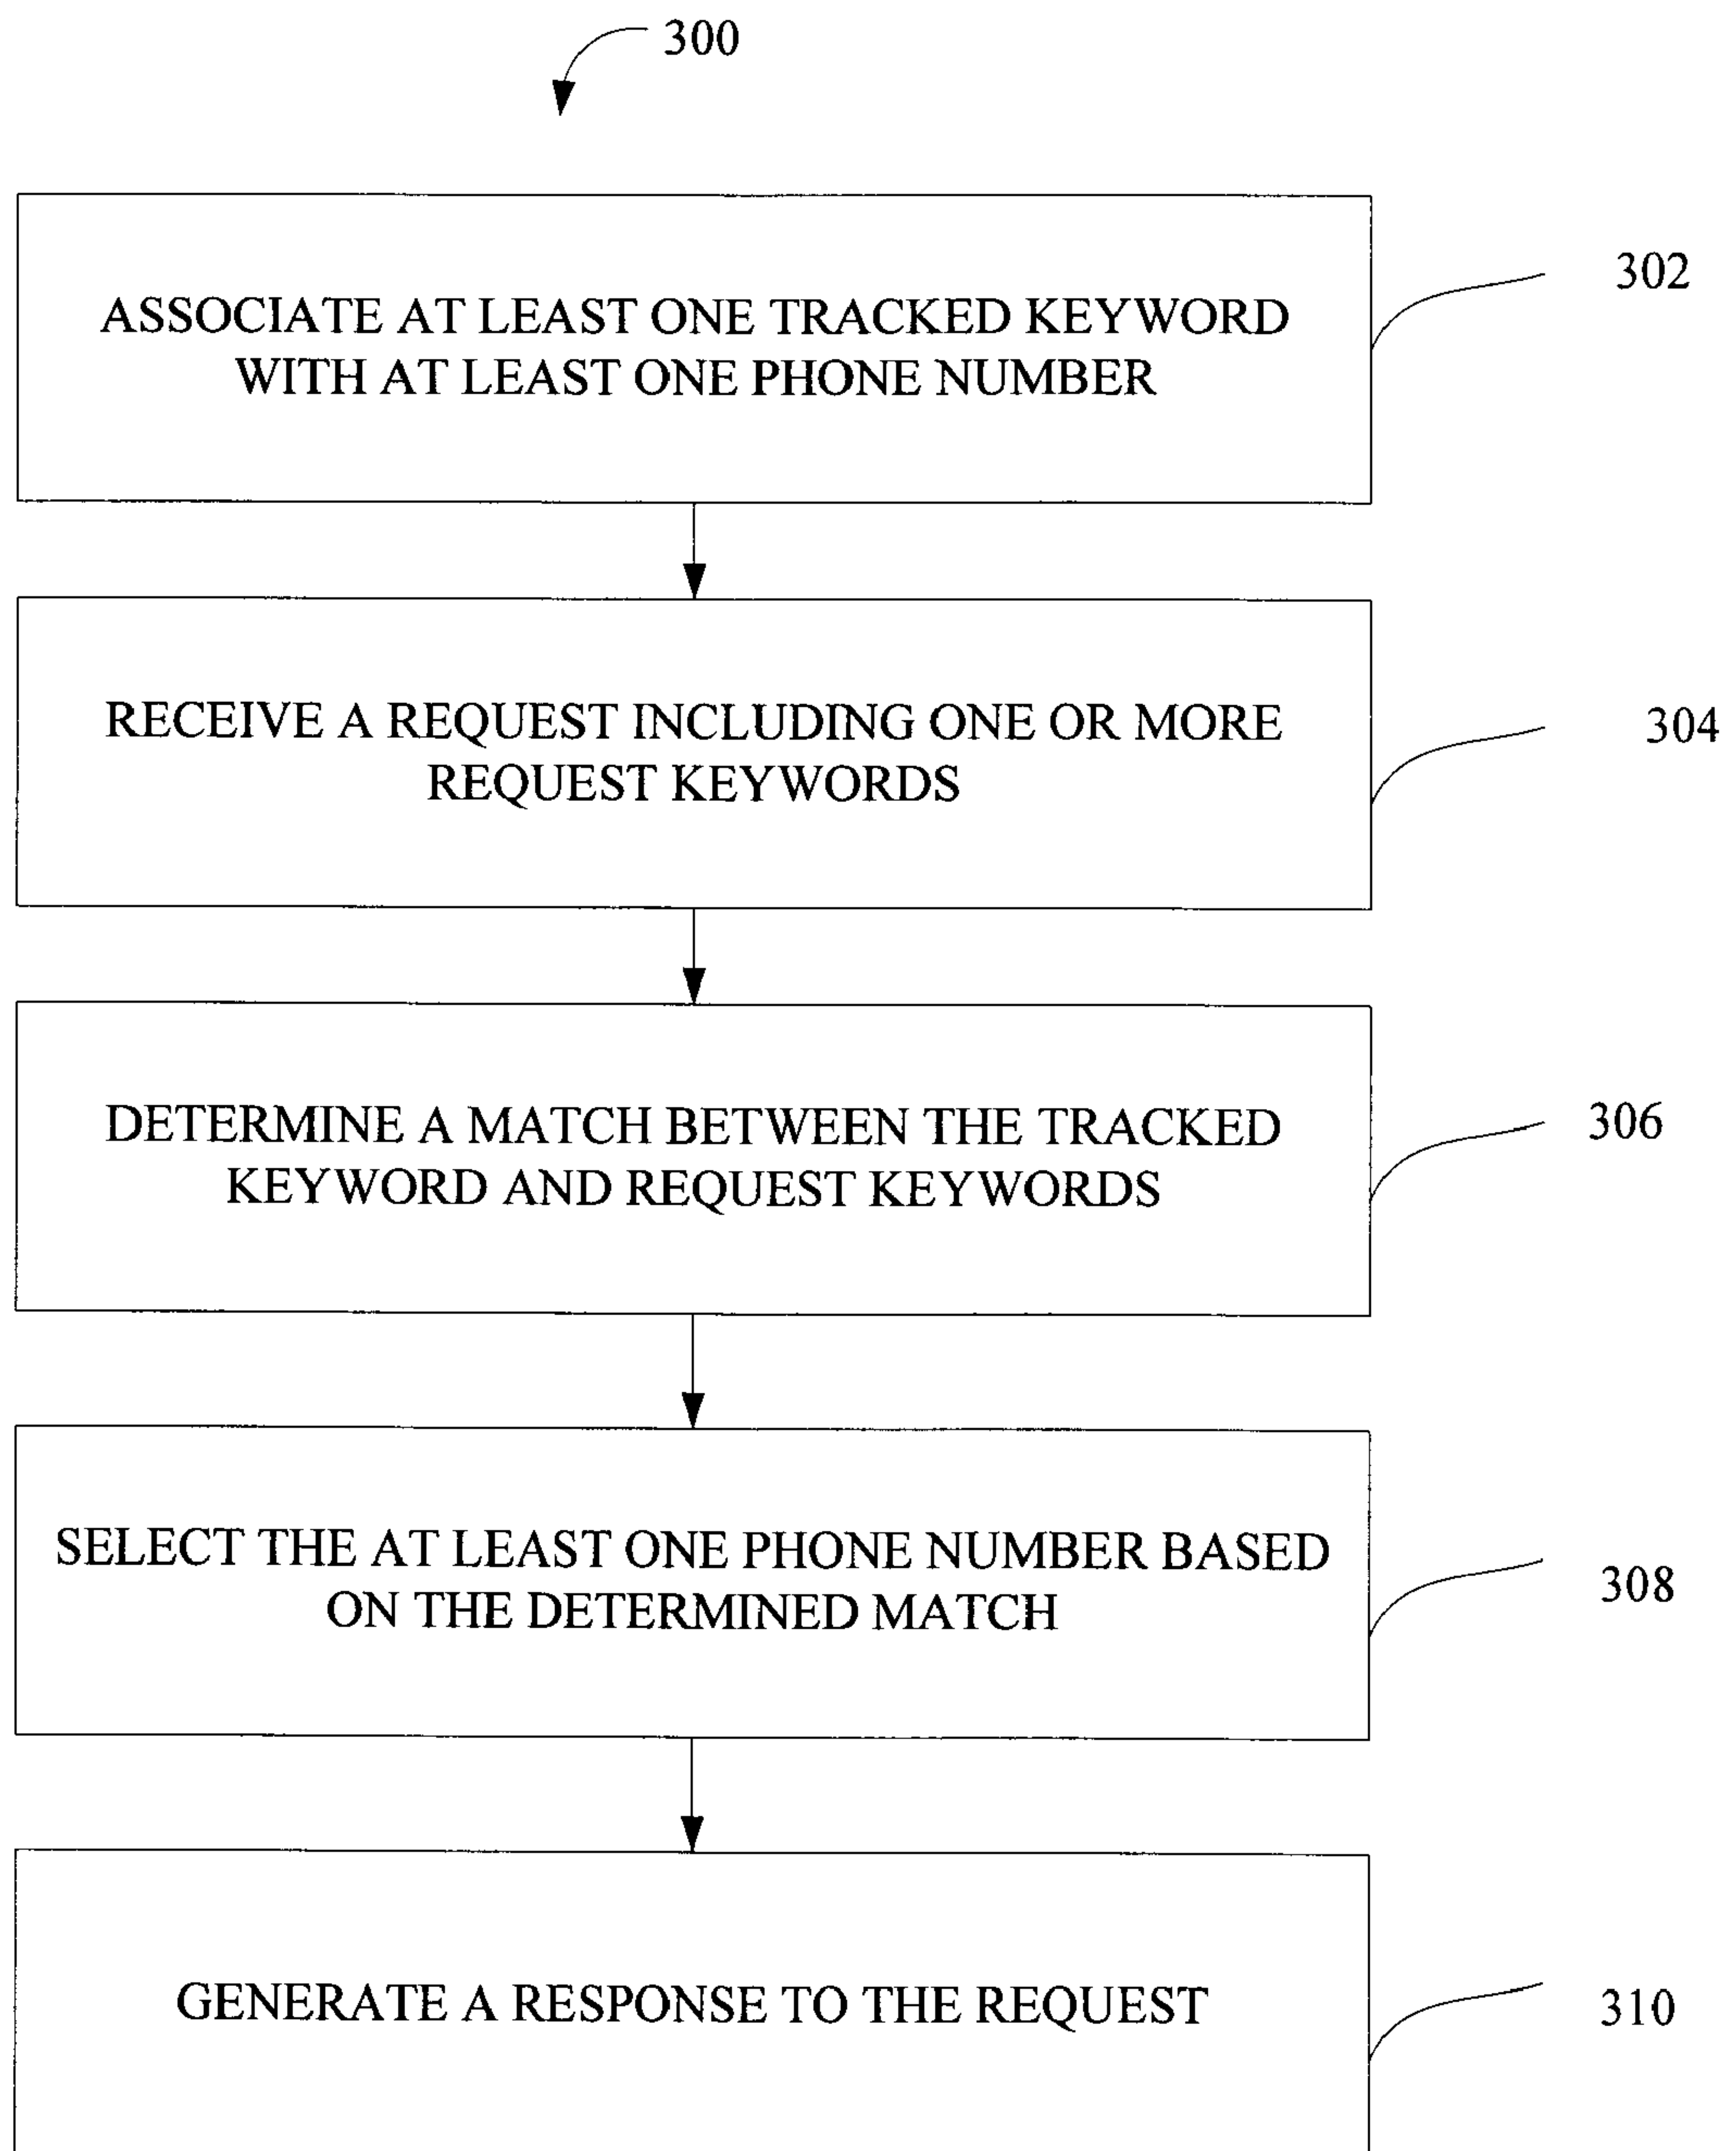 300
ASSOCIATE AT LEAST ONE TRACKED KEYWORD
WITH AT LEAST ONE PHONE NUMBER
302
RECEIVE A REQUEST INCLUDING ONE OR MORE
REQUEST KEYWORDS
304
DETERMINE A MATCH BETWEEN THE TRACKED
KEYWORD AND REQUEST KEYWORDS
306
SELECT THE AT LEAST ONE PHONE NUMBER BASED
ON THE DETERMINED MATCH
308
GENERATE A RESPONSE TO THE REQUEST
310